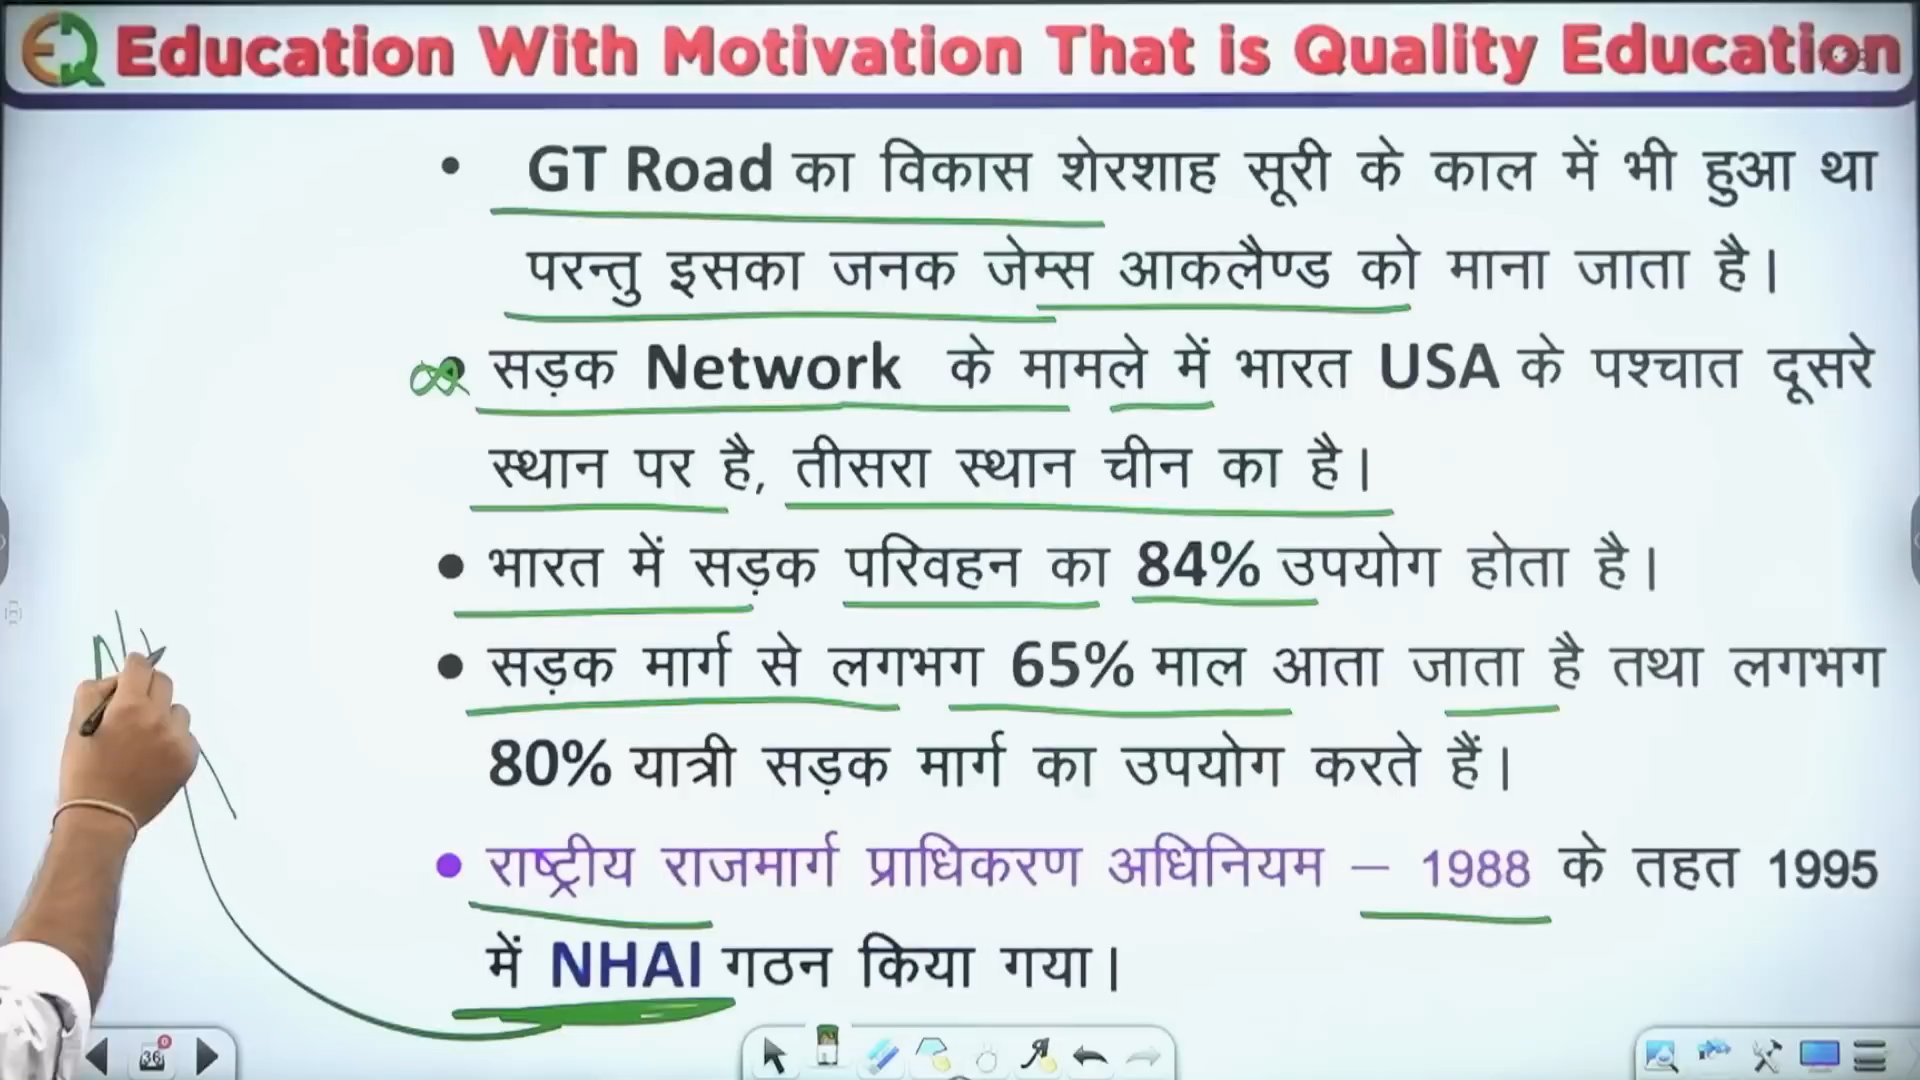 Education With Motivation That is Quality Education
• GT Road का विकास शेरशाह सूरी के काल में भी हुआ था
परन्तु इसका जनक जेम्स आकलैण्ड को माना जाता है।
सड़क Network के मामले में भारत USA के पश्चात दूसरे
स्थान पर है, तीसरा स्थान चीन का है।
• भारत में सड़क परिवहन का 84% उपयोग होता है।
• सड़क मार्ग से लगभग 65% माल आता जाता है तथा लगभग
80% यात्री सड़क मार्ग का उपयोग करते हैं।
• राष्ट्रीय राजमार्ग प्राधिकरण अधिनियम – 1988 के तहत 1995
में NHAI गठन किया गया।
36